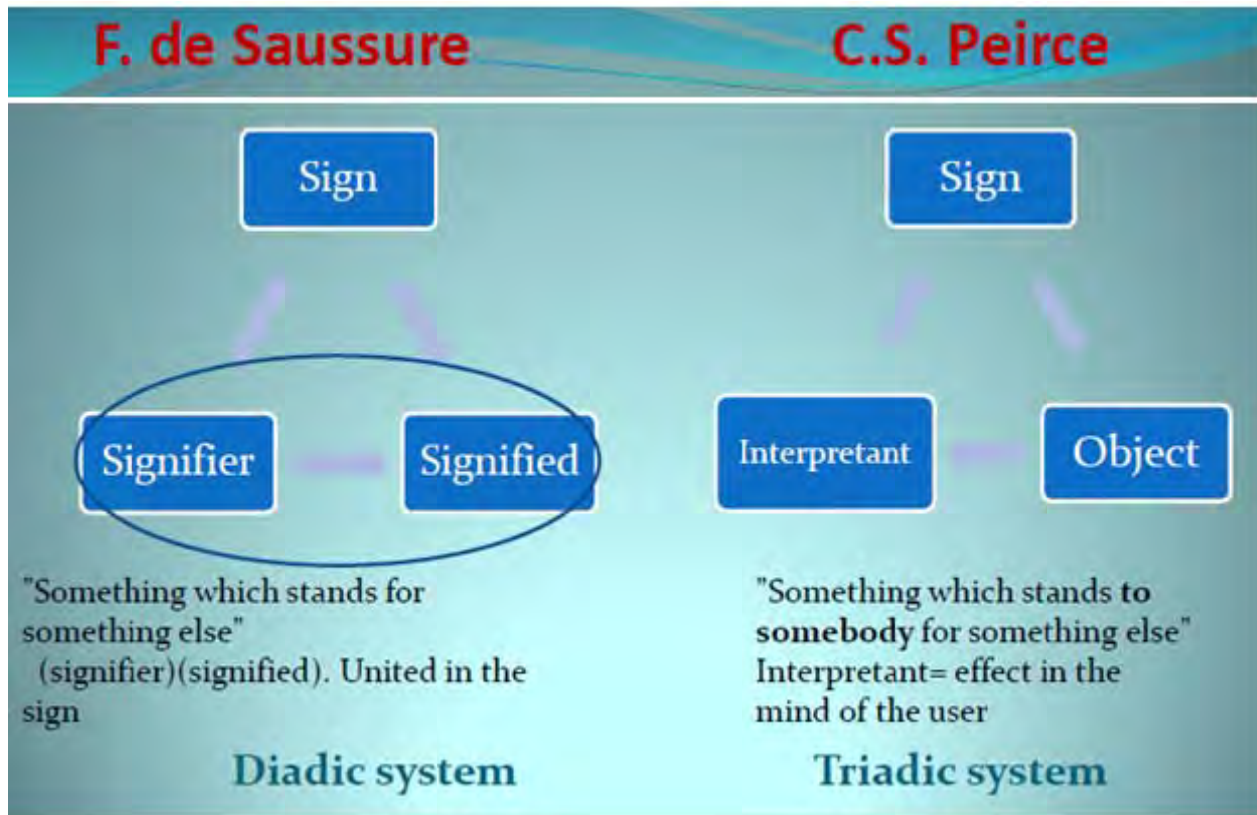 F. de Saussure
Sign
Signifier
Signified
"Something which stands for
something else"
(signifier)(signified). United in the
sign
Diadic system
C.S. Peirce
Sign
Interpretant
Object
"Something which stands to
somebody for something else"
Interpretant= effect in the
mind of the user
Triadic system